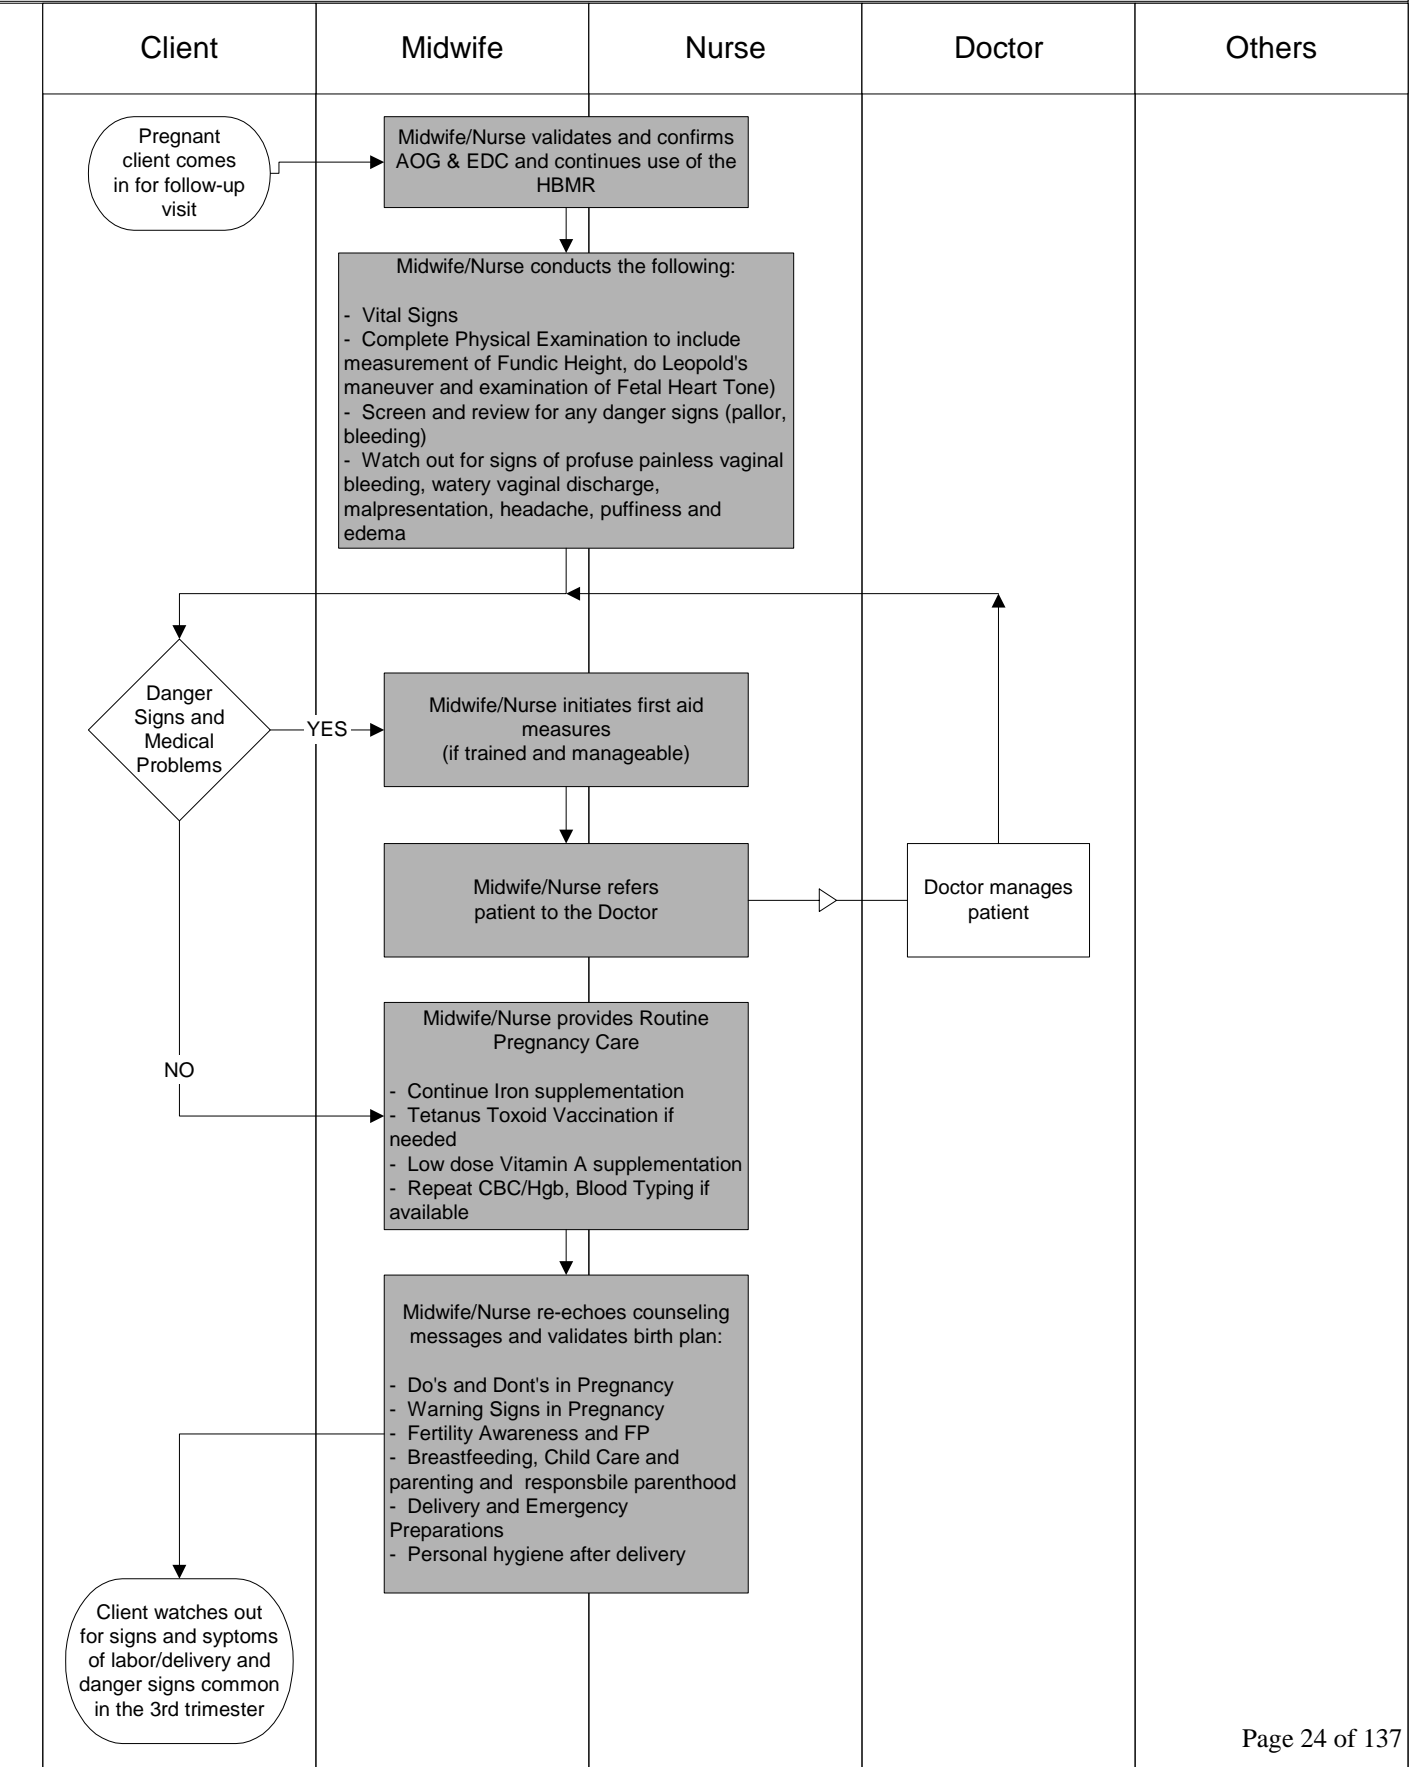 Client
Midwife
Nurse
Doctor
Others
Pregnant
client comes
in for follow-up
visit
Midwife/Nurse validates and confirms
AOG & EDC and continues use of the
HBMR
Midwife/Nurse conducts the following:
- Vital Signs
- Complete Physical Examination to include
measurement of Fundic Height, do Leopold's
maneuver and examination of Fetal Heart Tone)
- Screen and review for any danger signs (pallor,
bleeding)
- Watch out for signs of profuse painless vaginal
bleeding, watery vaginal discharge,
malpresentation, headache, puffiness and
edema
Danger
Signs and
Medical
Problems
YES
Midwife/Nurse initiates first aid
measures
(if trained and manageable)
Midwife/Nurse refers
patient to the Doctor
Doctor manages
patient
NO
Midwife/Nurse provides Routine
Pregnancy Care
- Continue Iron supplementation
- Tetanus Toxoid Vaccination if
needed
- Low dose Vitamin A supplementation
- Repeat CBC/Hgb, Blood Typing if
available
Midwife/Nurse re-echoes counseling
messages and validates birth plan:
- Do's and Dont's in Pregnancy
- Warning Signs in Pregnancy
- Fertility Awareness and FP
- Breastfeeding, Child Care and
parenting and responsbile parenthood
- Delivery and Emergency
Preparations
- Personal hygiene after delivery
Client watches out
for signs and syptoms
of labor/delivery and
danger signs common
in the 3rd trimester
Page 24 of 137